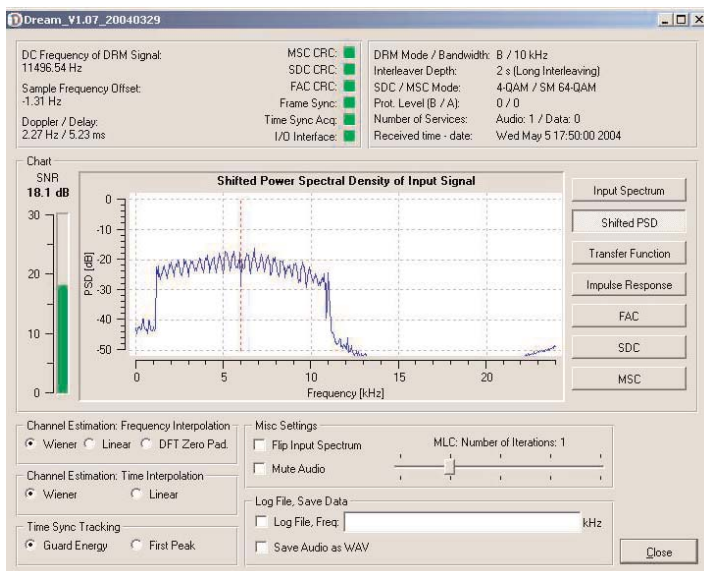 Dream_V1.07_20040329
DC Frequency of DRM Signal:
11496.54 Hz
Sample Frequency Offset:
-1.31 Hz
Doppler / Delay:
2.27 Hz / 5.23 ms
MSC CRC:
SDC CRC:
FAC CRC:
Frame Sync:
Time Sync Acq:
I/O Interface:
DRM Mode / Bandwidth: B / 10 kHz
Interleaver Depth: 2 s (Long Interleaving)
SDC / MSC Mode: 4-QAM / SM 64-QAM
Prot. Level (B / A): 0 / 0
Number of Services: Audio: 1 / Data: 0
Received time - date: Wed May 5 17:50:00 2004
Chart
SNR
18.1 dB
30
20
10
0
Shifted Power Spectral Density of Input Signal
PSD [dB]
0
-10
-20
-30
-40
-50
0 5 10 15 20
Frequency [kHz]
Input Spectrum
Shifted PSD
Transfer Function
Impulse Response
FAC
SDC
MSC
Channel Estimation: Frequency Interpolation
Wiener Linear DFT Zero Pad.
Channel Estimation: Time Interpolation
Wiener Linear
Time Sync Tracking
Guard Energy First Peak
Misc Settings
Flip Input Spectrum
Mute Audio
MLC: Number of Iterations: 1
Log File, Save Data
Log File, Freq: kHz
Save Audio as WAV
Close